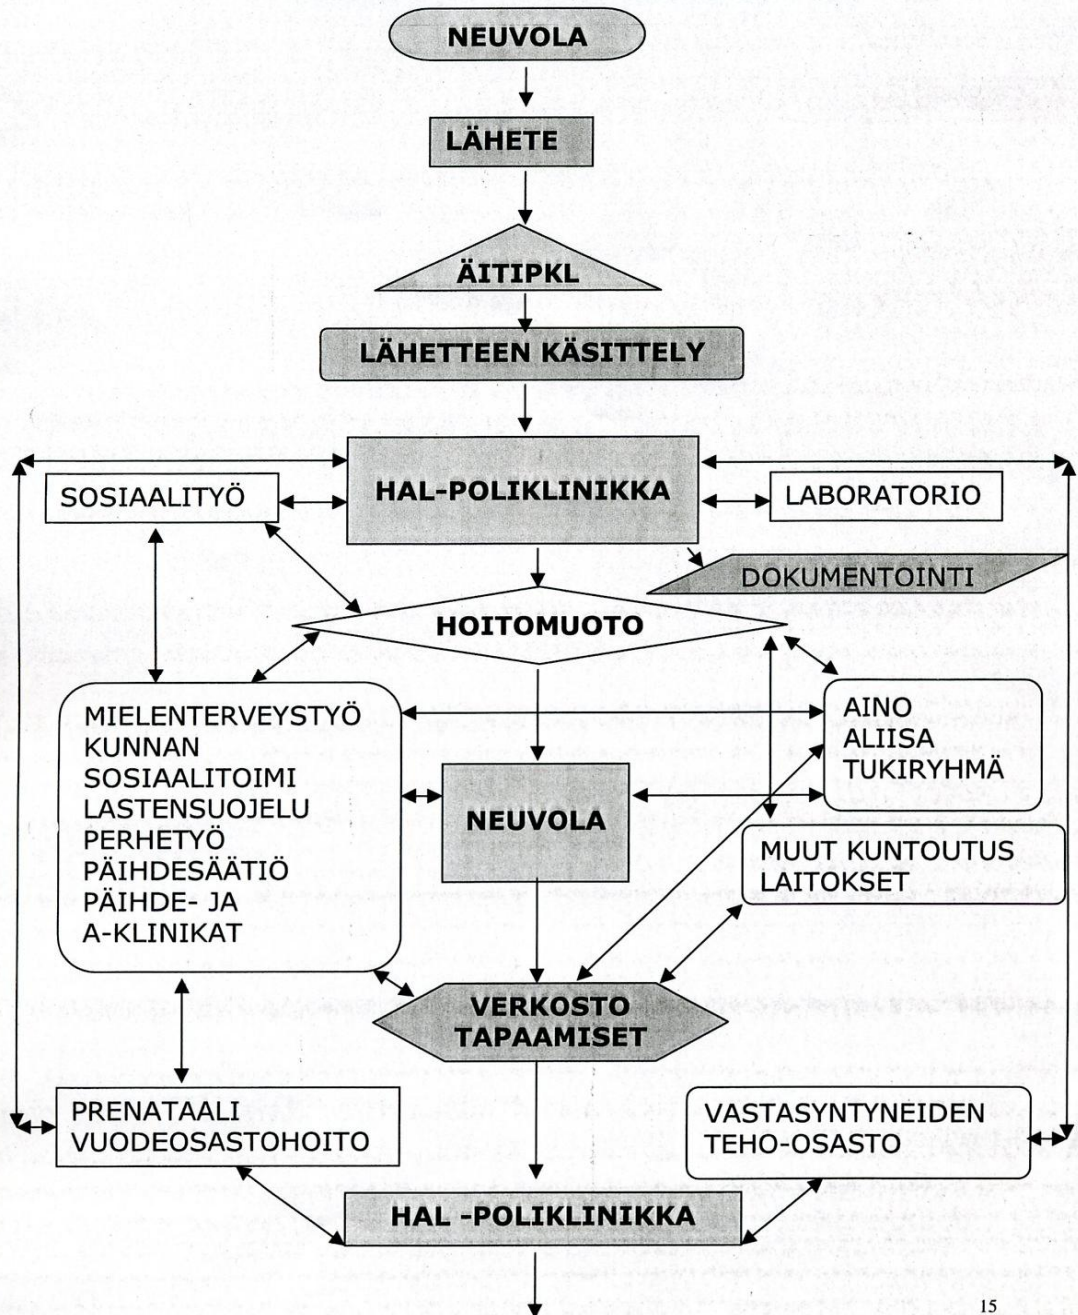 NEUVOLA
LÄHETE
ÄITIPKL
LÄHETTEEN KÄSITTELY
HAL-POLIKLINIKKA
SOSIAALITYÖ
LABORATORIO
DOKUMENTOINTI
HOITOMUOTO
MIELENTERVEYSTYÖ
KUNNAN
SOSIAALITOIMI
LASTENSUOJELU
PERHETYÖ
PÄIHDESÄÄTIÖ
PÄIHDE- JA
A-KLINIKAT
NEUVOLA
AINO
ALIISA
TUKIRYHMÄ
MUUT KUNTOUTUS
LAITOKSET
VERKOSTO
TAPAAMISET
PRENATAALI
VUODEOSASTOHOITO
VASTASYNTYNEIDEN
TEHO-OSASTO
HAL -POLIKLINIKKA
15